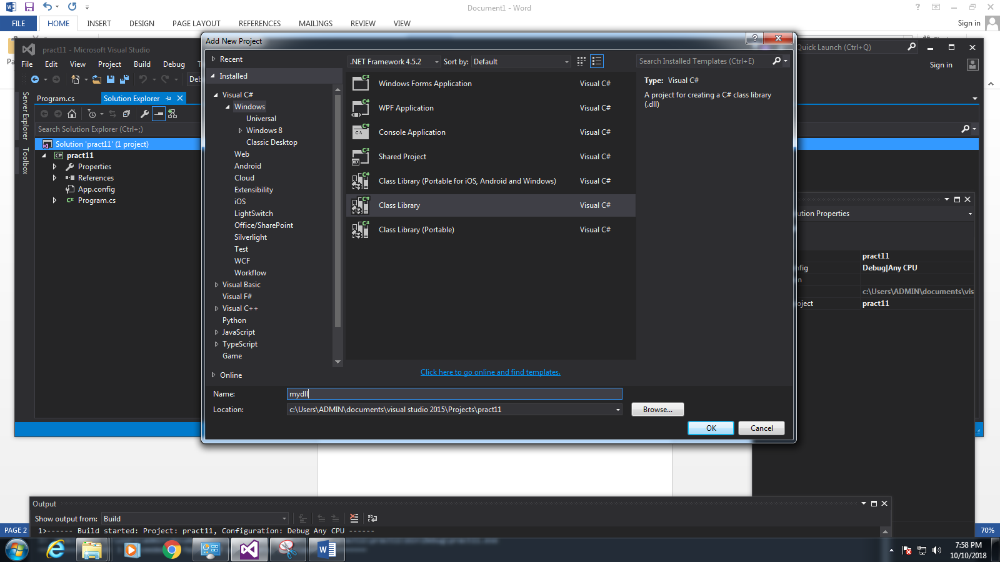 Document1 - Word
FILE HOME INSERT DESIGN PAGE LAYOUT REFERENCES MAILINGS REVIEW VIEW Sign in
pract11 - Microsoft Visual Studio
Quick Launch (Ctrl+Q)
File Edit View Project Build Debug
Sign in
Program.cs Solution Explorer
Search Solution Explorer (Ctrl+;)
Server Explorer
Toolbox
Solution 'pract11' (1 project)
pract11
Properties
References
App.config
Program.cs
Add New Project
Recent
Installed
.NET Framework 4.5.2 Sort by: Default
Search Installed Templates (Ctrl+E)
Visual C#
Windows
Universal
Windows 8
Classic Desktop
Web
Android
Cloud
Extensibility
iOS
LightSwitch
Office/SharePoint
Silverlight
Test
WCF
Workflow
Visual Basic
Visual F#
Visual C++
Python
JavaScript
TypeScript
Game
Online
Windows Forms Application Visual C#
WPF Application Visual C#
Console Application Visual C#
Shared Project Visual C#
Class Library (Portable for iOS, Android and Windows) Visual C#
Class Library Visual C#
Class Library (Portable) Visual C#
Click here to go online and find templates.
Type: Visual C#
A project for creating a C# class library
(.dll)
Name: mydll
Location: c:\Users\ADMIN\documents\visual studio 2015\Projects\pract11
Browse...
OK Cancel
Properties
pract11
Debug|Any CPU
c:\Users\ADMIN\documents\vis
pract11
Output
Show output from: Build
1>------ Build started: Project: pract11, Configuration: Debug Any CPU ------
PAGE 2 70%
7:58 PM
10/10/2018